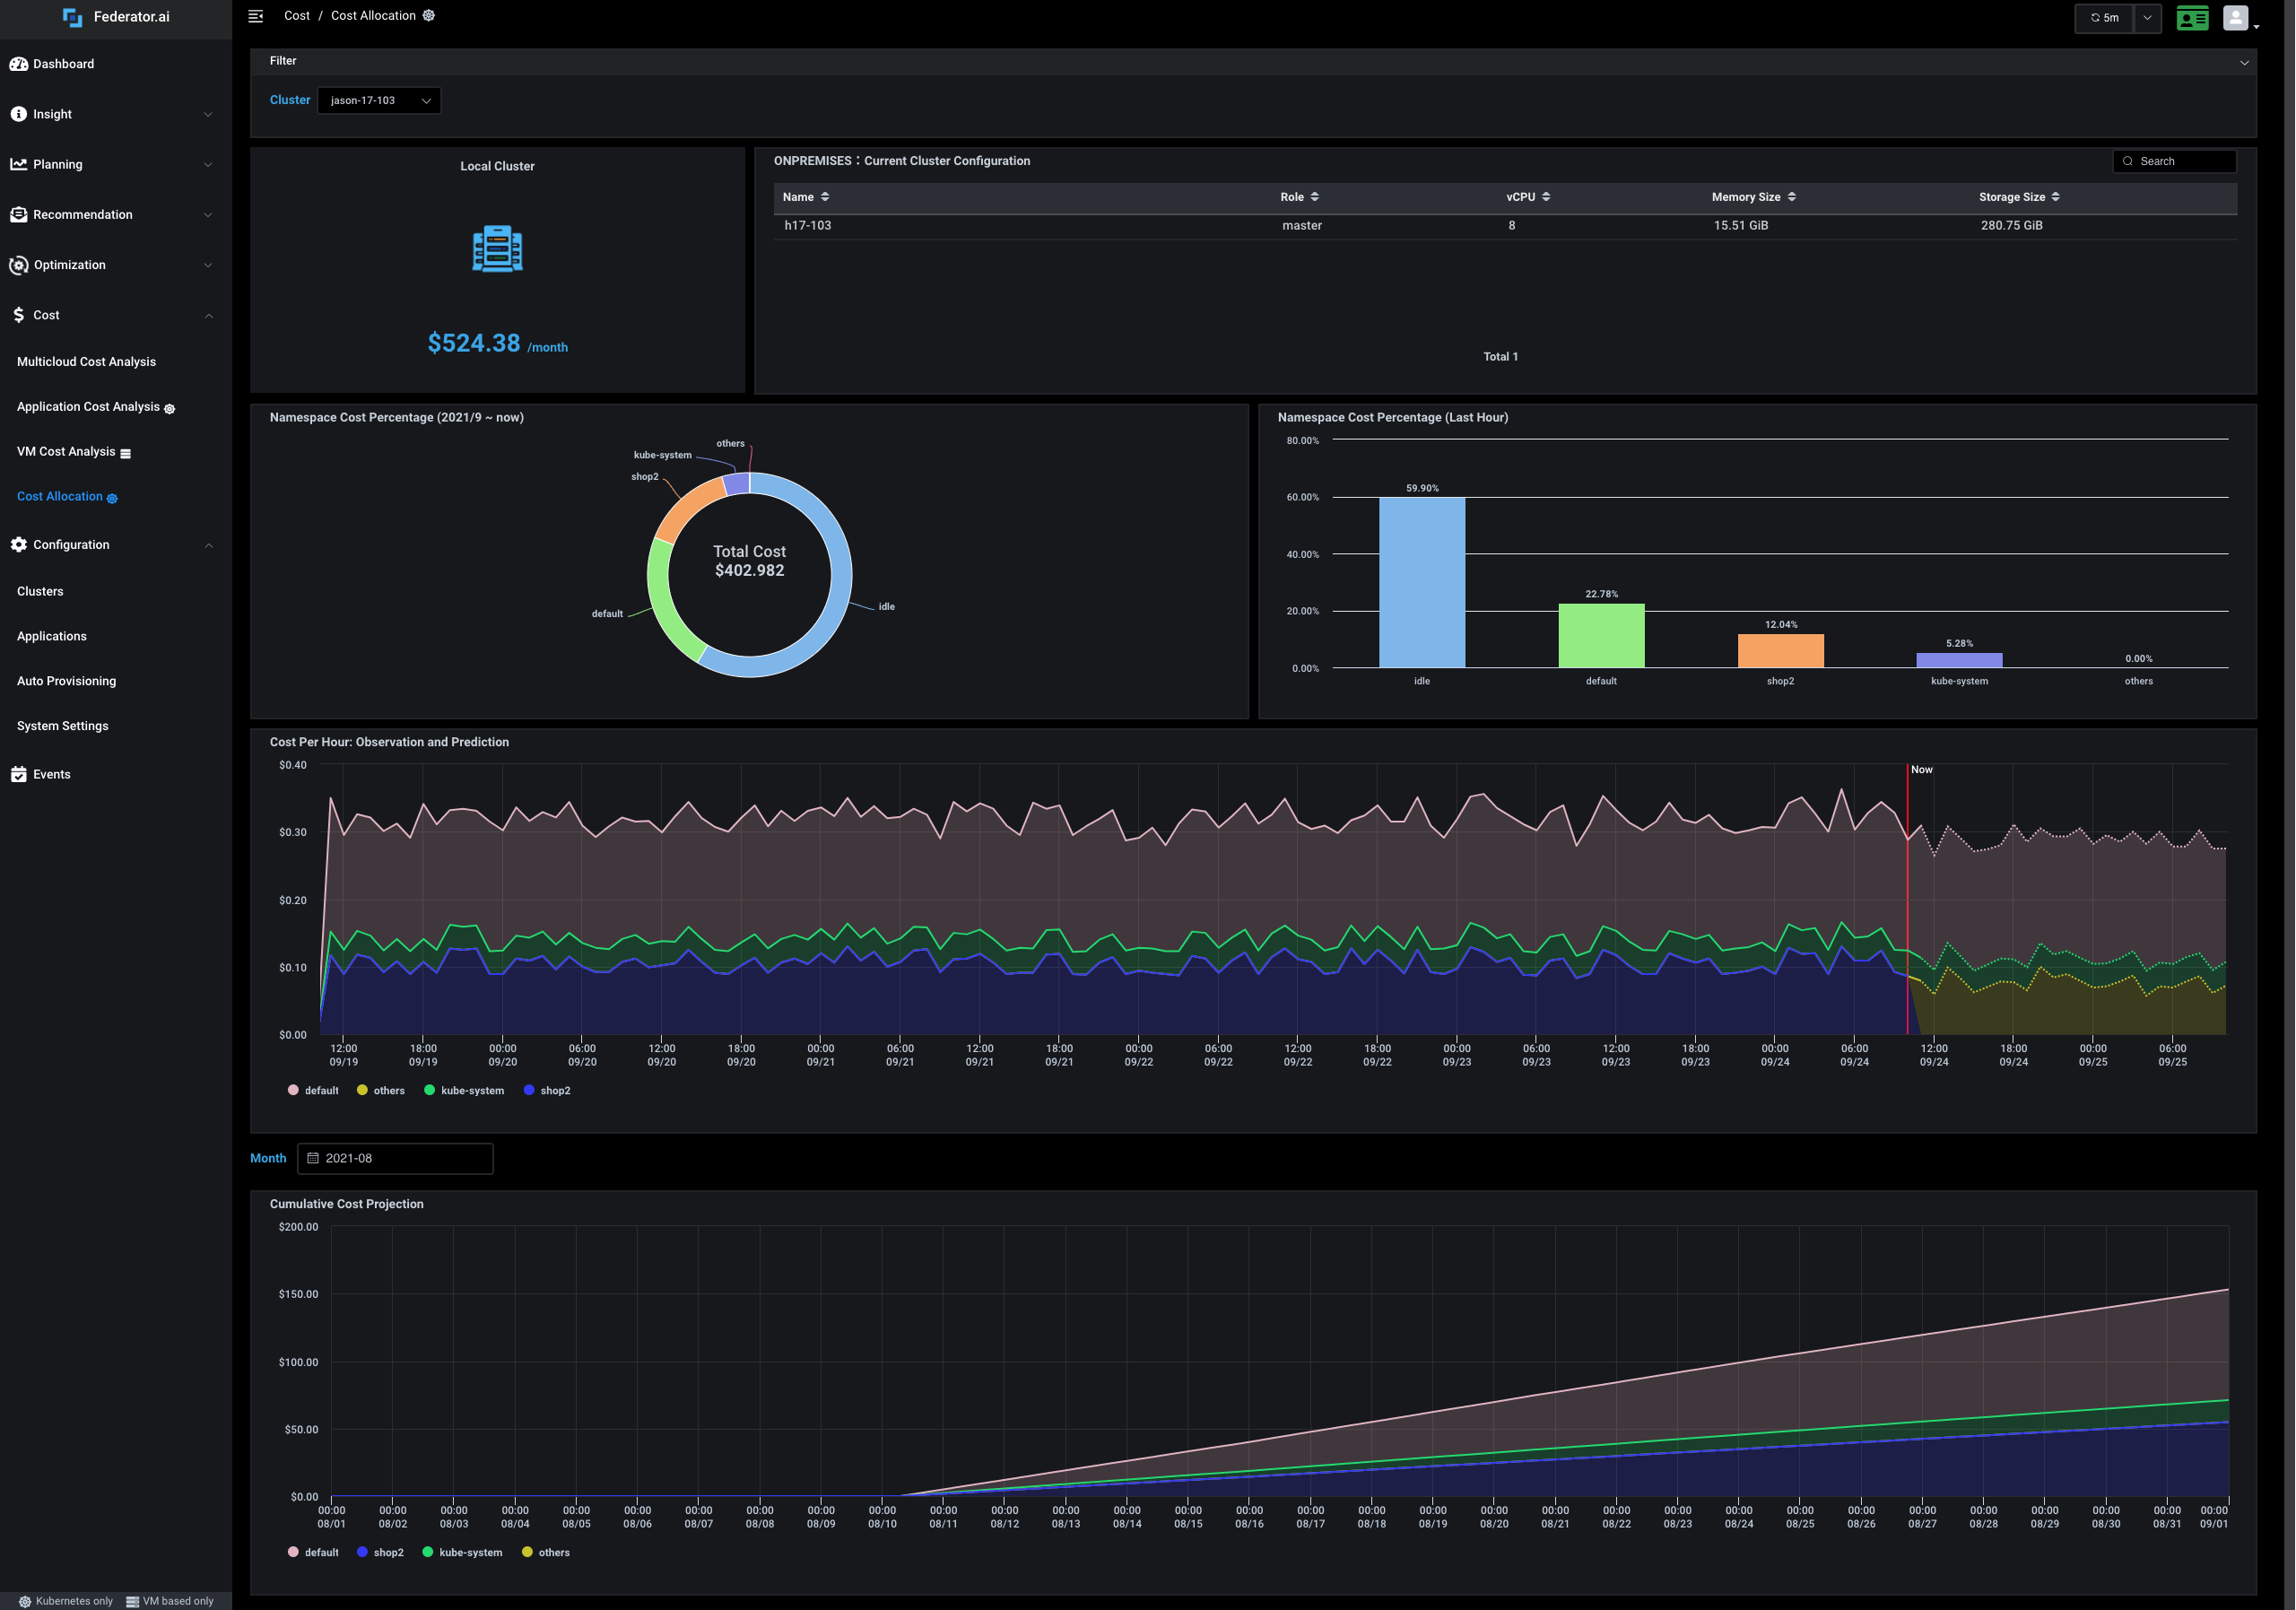 Federator.ai
Cost / Cost Allocation
5m
Dashboard
Insight
Planning
Recommendation
Optimization
Cost
Multicloud Cost Analysis
Application Cost Analysis
VM Cost Analysis
Cost Allocation
Configuration
Clusters
Applications
Auto Provisioning
System Settings
Events
Kubernetes only VM based only
Filter
Cluster jason-17-103
Local Cluster
$524.38 /month
ONPREMISES：Current Cluster Configuration
Search
Name Role vCPU Memory Size Storage Size
h17-103 master 8 15.51 GiB 280.75 GiB
Total 1
Namespace Cost Percentage (2021/9 ~ now)
others
kube-system
shop2
Total Cost
$402.982
idle
default
Namespace Cost Percentage (Last Hour)
80.00%
60.00%
40.00%
20.00%
0.00%
59.90%
22.78%
12.04%
5.28%
0.00%
idle default shop2 kube-system others
Cost Per Hour: Observation and Prediction
$0.40
$0.30
$0.20
$0.10
$0.00
Now
12:00 18:00 00:00 06:00 12:00 18:00 00:00 06:00 12:00 18:00 00:00 06:00 12:00 18:00 00:00 06:00 12:00 18:00 00:00 06:00 12:00 18:00 00:00 06:00
09/19 09/19 09/20 09/20 09/20 09/20 09/21 09/21 09/21 09/21 09/22 09/22 09/22 09/22 09/23 09/23 09/23 09/23 09/24 09/24 09/24 09/24 09/25 09/25
default others kube-system shop2
Month 2021-08
Cumulative Cost Projection
$200.00
$150.00
$100.00
$50.00
$0.00
00:00 00:00 00:00 00:00 00:00 00:00 00:00 00:00 00:00 00:00 00:00 00:00 00:00 00:00 00:00 00:00 00:00 00:00 00:00 00:00 00:00 00:00 00:00 00:00 00:00 00:00 00:00 00:00 00:00 00:00 00:00 00:00
08/01 08/02 08/03 08/04 08/05 08/06 08/07 08/08 08/09 08/10 08/11 08/12 08/13 08/14 08/15 08/16 08/17 08/18 08/19 08/20 08/21 08/22 08/23 08/24 08/25 08/26 08/27 08/28 08/29 08/30 08/31 09/01
default shop2 kube-system others